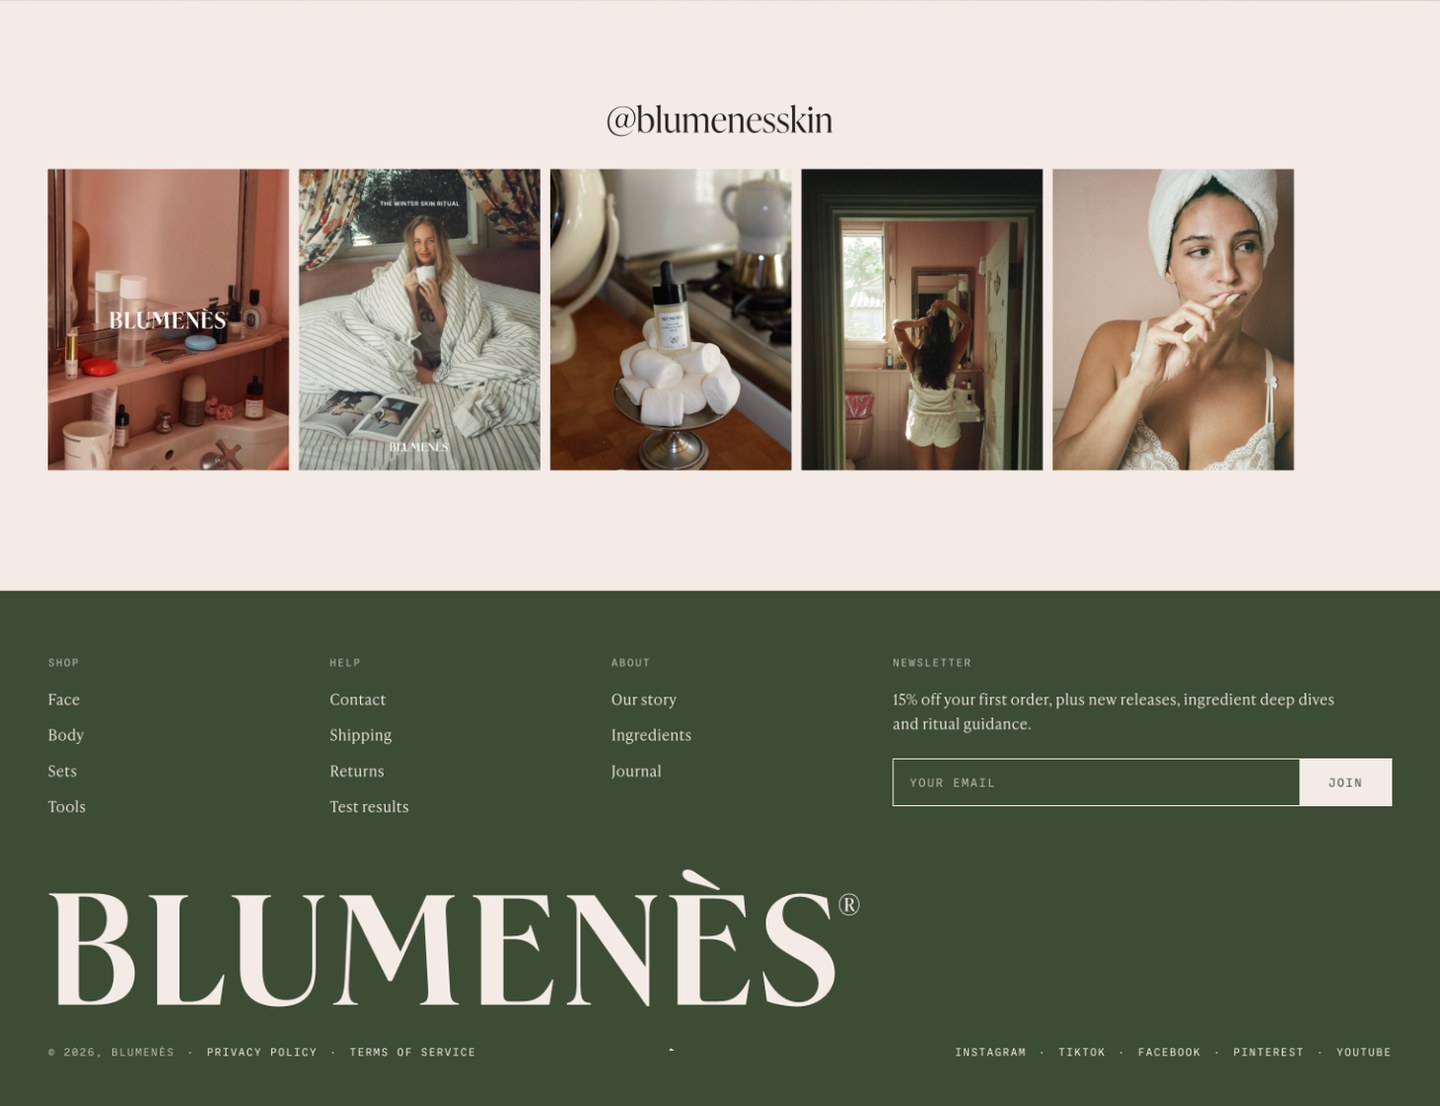 @blumenesskin
BLUMENÈS
THE WINTER SKIN RITUAL
BLUMENÈS
SHOP
Face
Body
Sets
Tools
HELP
Contact
Shipping
Returns
Test results
ABOUT
Our story
Ingredients
Journal
NEWSLETTER
15% off your first order, plus new releases, ingredient deep dives
and ritual guidance.
YOUR EMAIL
JOIN
BLUMENÈS®
© 2026, BLUMENÈS · PRIVACY POLICY · TERMS OF SERVICE
INSTAGRAM · TIKTOK · FACEBOOK · PINTEREST · YOUTUBE